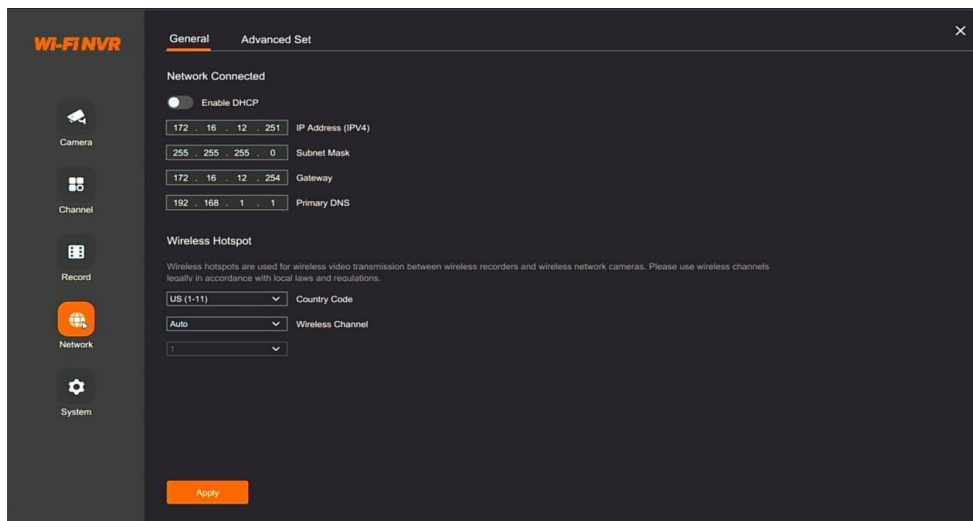 Wi-Fi NVR
General Advanced Set
Network Connected
Enable DHCP
172 . 16 . 12 . 251 IP Address (IPV4)
255 . 255 . 255 . 0 Subnet Mask
172 . 16 . 12 . 254 Gateway
192 . 168 . 1 . 1 Primary DNS
Wireless Hotspot
Wireless hotspots are used for wireless video transmission between wireless recorders and wireless network cameras. Please use wireless channels
legally in accordance with local laws and regulations.
US (1-11) Country Code
Auto Wireless Channel
1
Apply
Camera
Channel
Record
Network
System